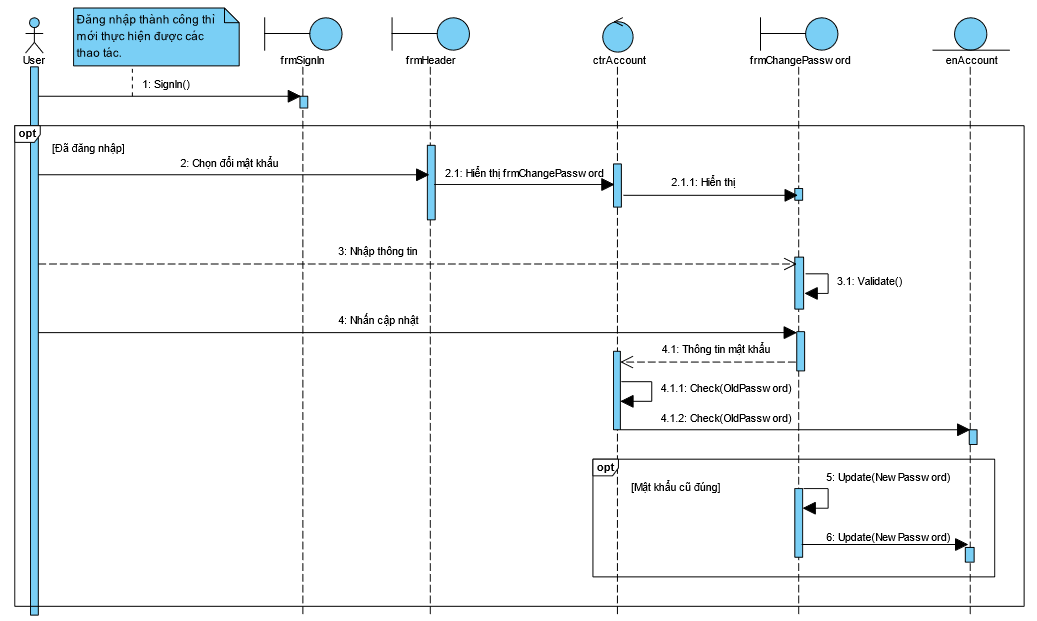 Đăng nhập thành công thì
mới thực hiện được các
thao tác.
User
frmSignIn
frmHeader
ctrAccount
frmChangePassw ord
enAccount
1: SignIn()
opt
[Đã đăng nhập]
2: Chọn đổi mật khẩu
2.1: Hiển thị frmChangePassw ord
2.1.1: Hiển thị
3: Nhập thông tin
3.1: Validate()
4: Nhấn cập nhật
4.1: Thông tin mật khẩu
4.1.1: Check(OldPassw ord)
4.1.2: Check(OldPassw ord)
opt
[Mật khẩu cũ đúng]
5: Update(New Passw ord)
6: Update(New Passw ord)